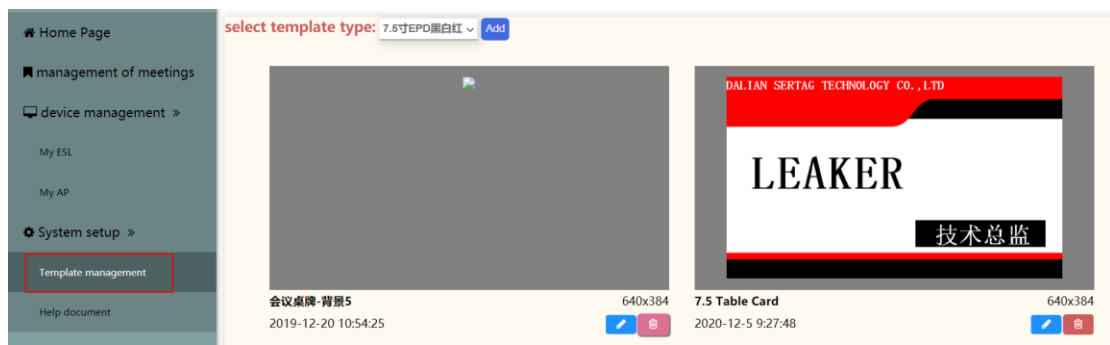 Home Page
management of meetings
device management »
My ESL
My AP
System setup »
Template management
Help document
select template type: 7.5寸EPD黑白红 Add
DALIAN SERTAG TECHNOLOGY CO.,LTD
LEAKER
技术总监
会议桌牌-背景5 640x384
2019-12-20 10:54:25
7.5 Table Card 640x384
2020-12-5 9:27:48